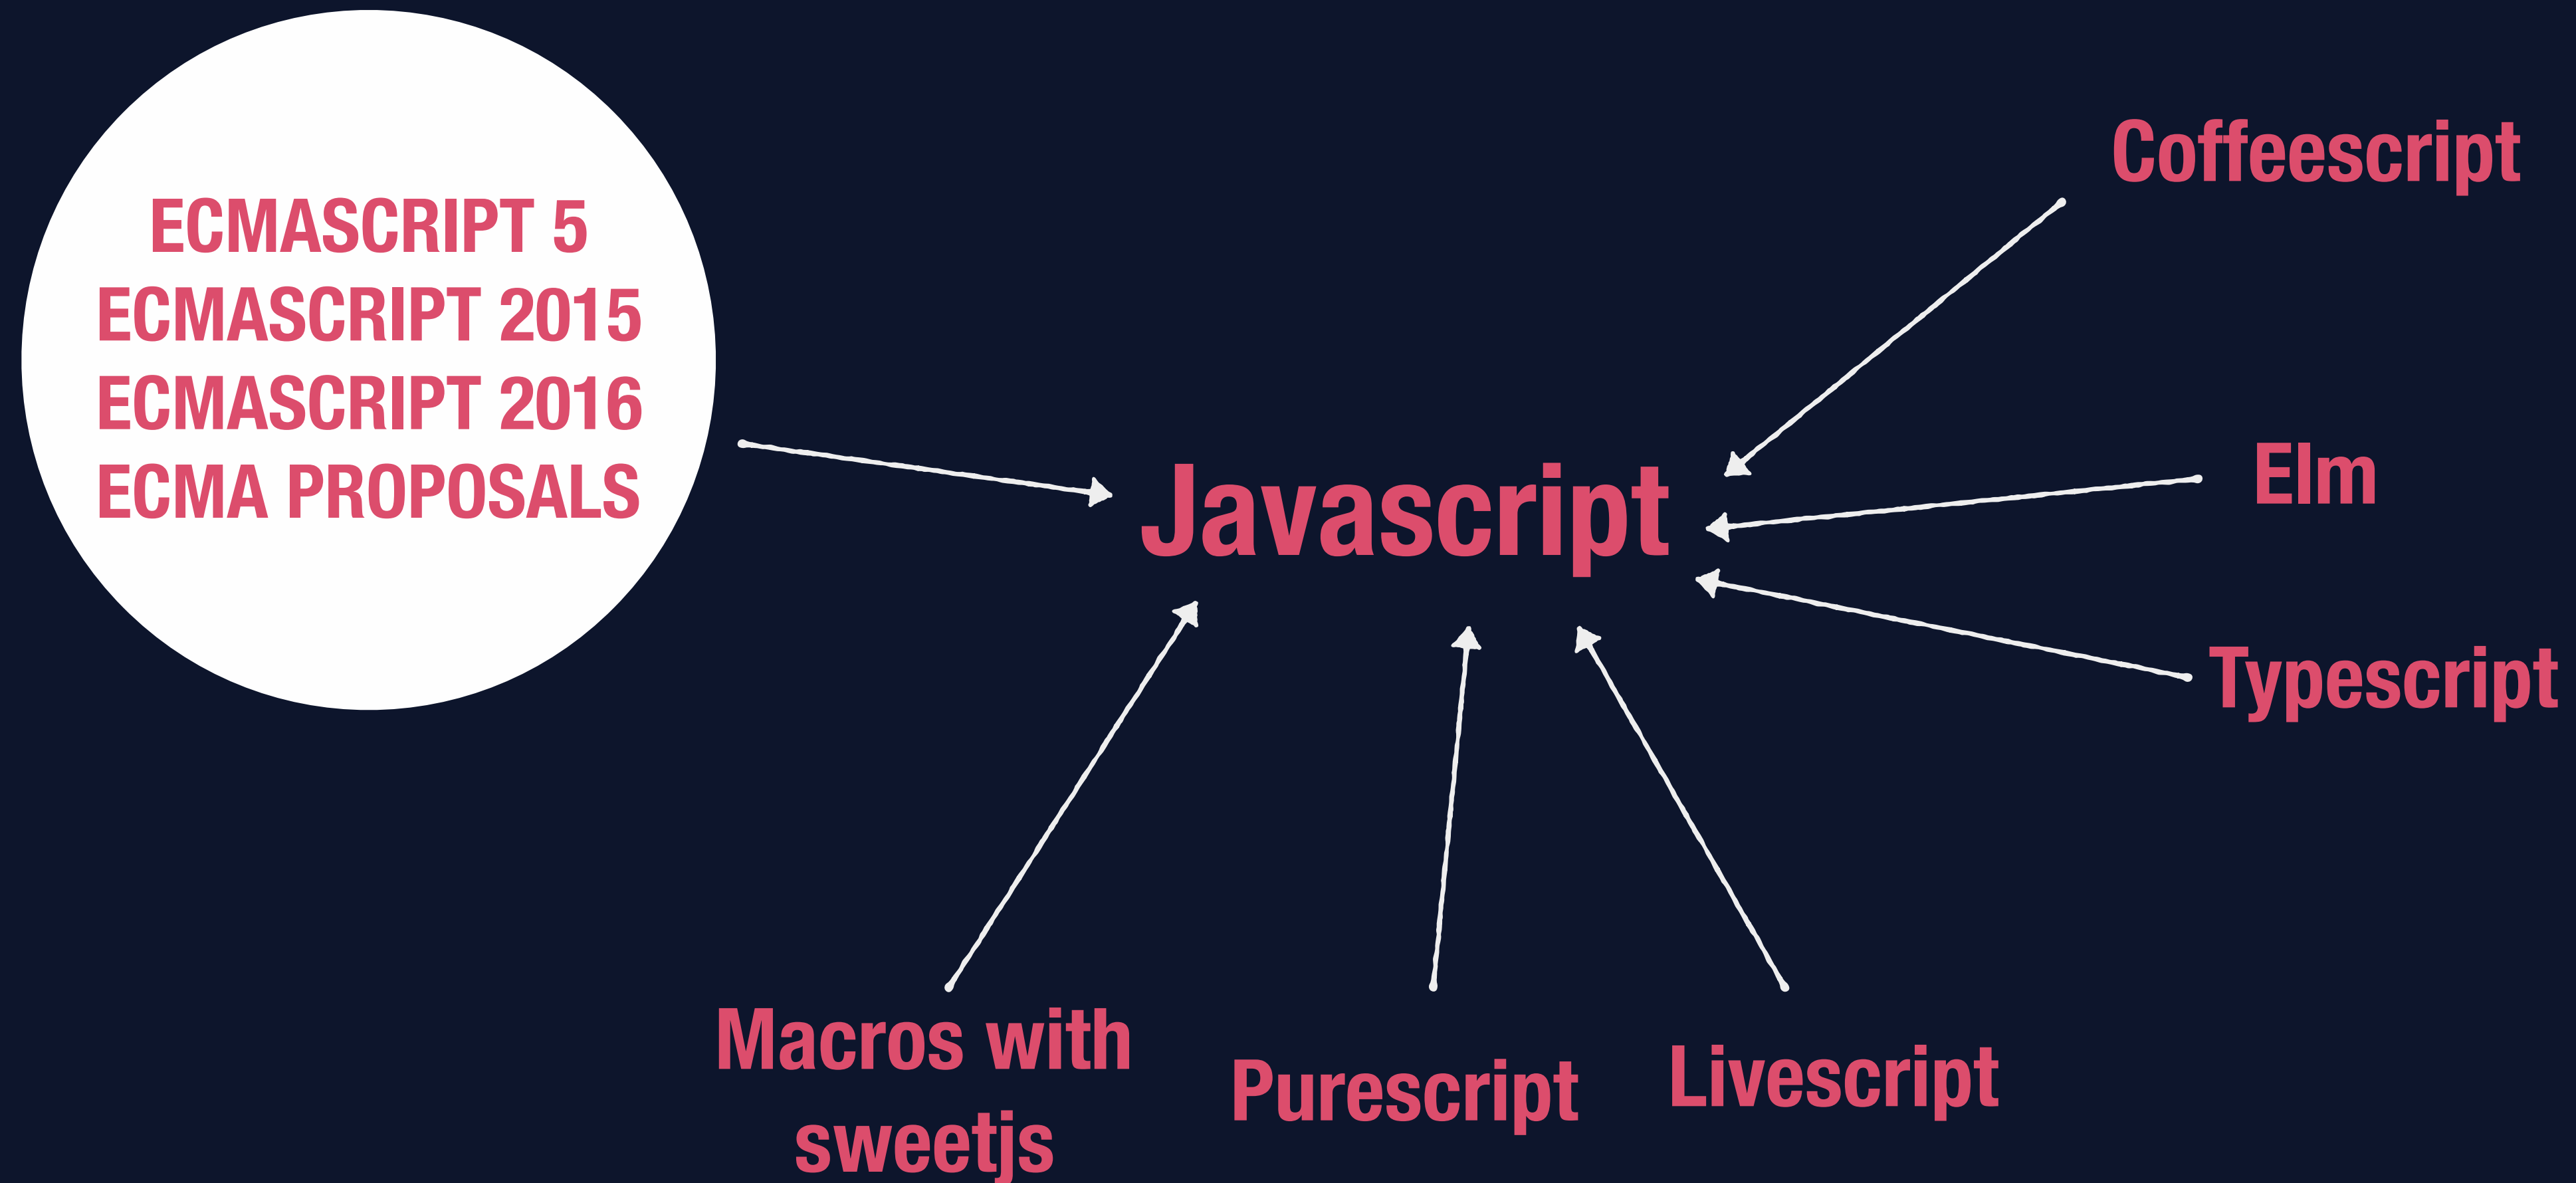 ECMASCRIPT 5
ECMASCRIPT 2015
ECMASCRIPT 2016
ECMA PROPOSALS
Javascript
Coffeescript
Elm
Typescript
Macros with
sweetjs
Purescript
Livescript